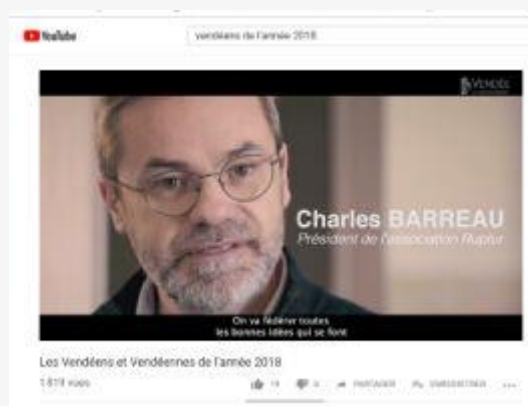 YouTube
vendéens de l'année 2018
VENDÉE
Charles BARREAU
Président de l'association Ruptur
On va fédérer toutes
les bonnes idées qui se font
Les Vendéens et Vendéennes de l'année 2018
1 819 vues
PARTAGER ENREGISTRER ...